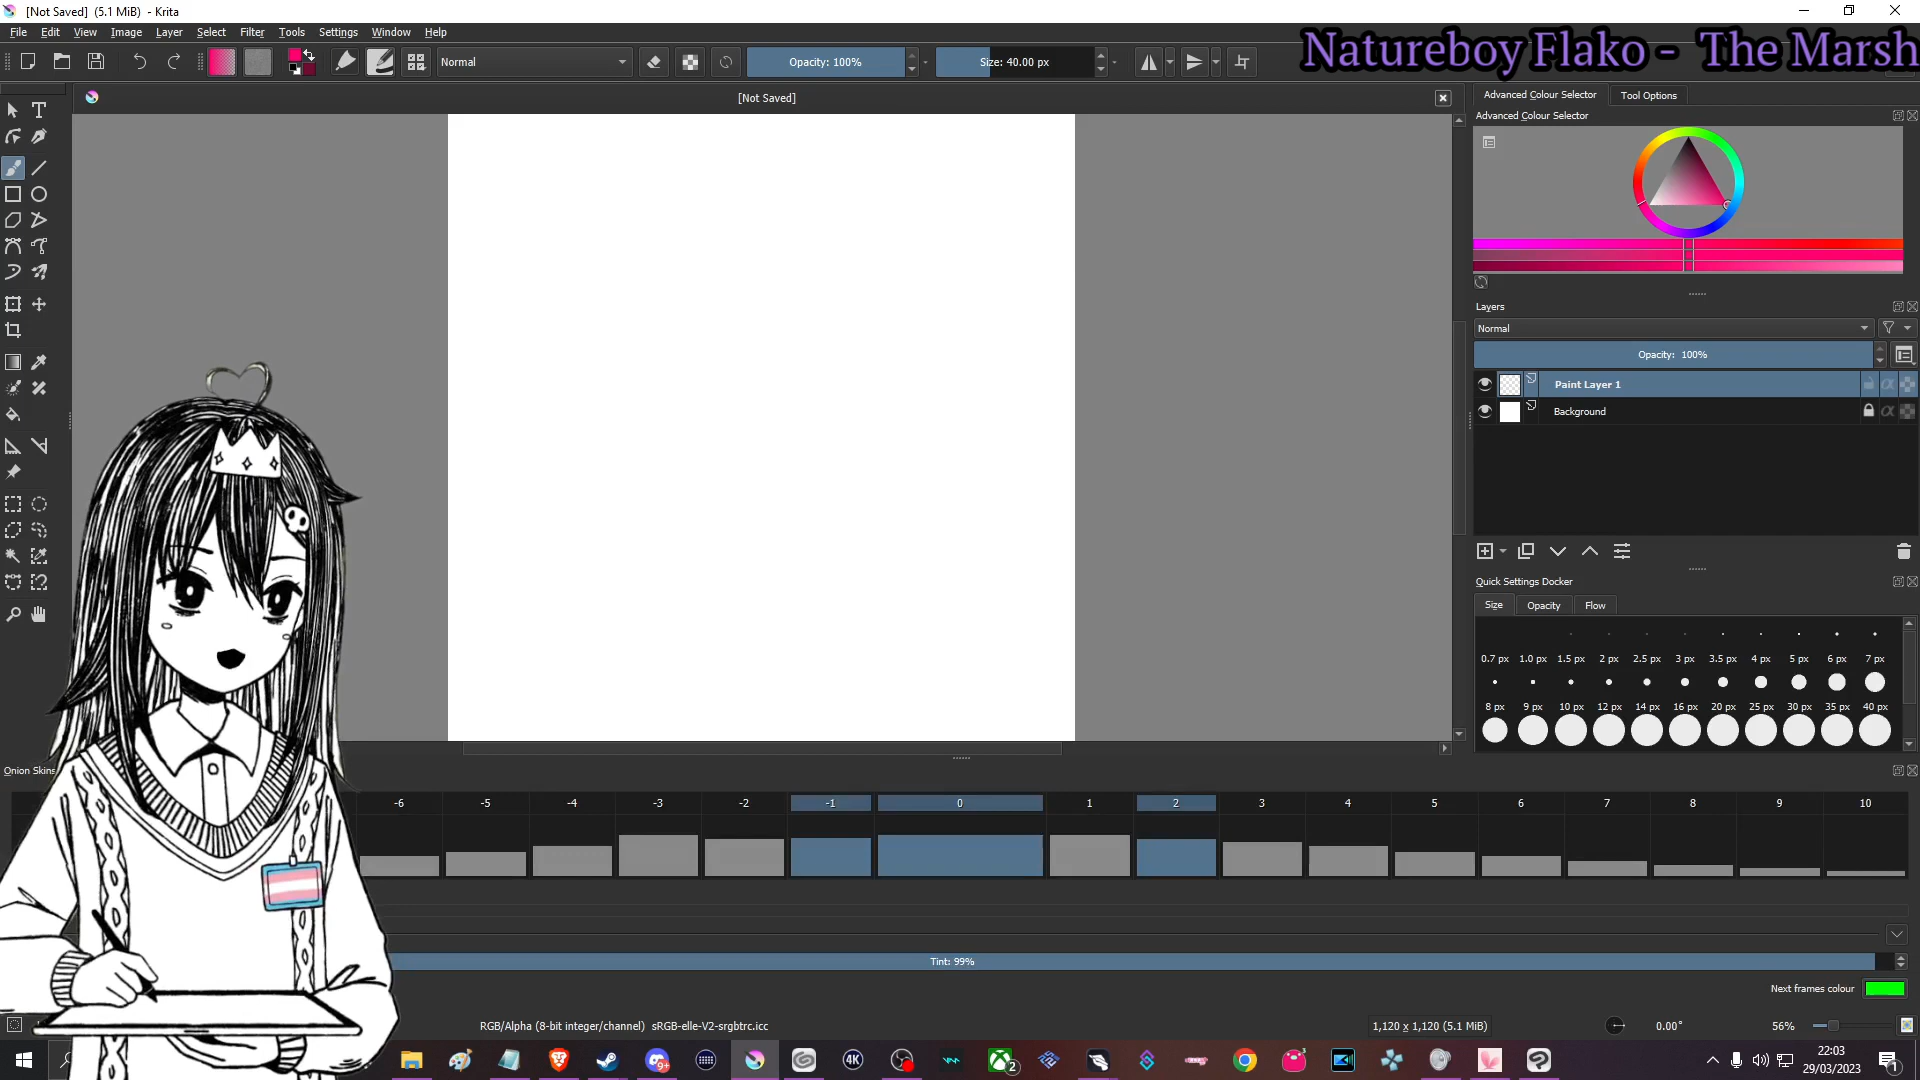 [Not Saved] (5.1 MiB) - Krita
File Edit View Image Layer Select Filter Tools Settings Window Help
Natureboy Flako - The Marsh
Normal
Opacity: 100%
Size: 40.00 px
[Not Saved]
Advanced Colour Selector
Tool Options
Advanced Colour Selector
Layers
Normal
Opacity: 100%
Paint Layer 1
Background
Quick Settings Docker
Size Opacity Flow
0.7 px 1.0 px 1.5 px 2 px 2.5 px 3 px 3.5 px 4 px 5 px 6 px 7 px
8 px 9 px 10 px 12 px 14 px 16 px 20 px 25 px 30 px 35 px 40 px
Onion Skins
-6 -5 -4 -3 -2 -1 0 1 2 3 4 5 6 7 8 9 10
Tint: 99%
Next frames colour
RGB/Alpha (8-bit integer/channel) sRGB-elle-V2-srgbtrc.icc
1,120 x 1,120 (5.1 MiB)
0.00°
56%
9+
4K
2
22:03
29/03/2023
1